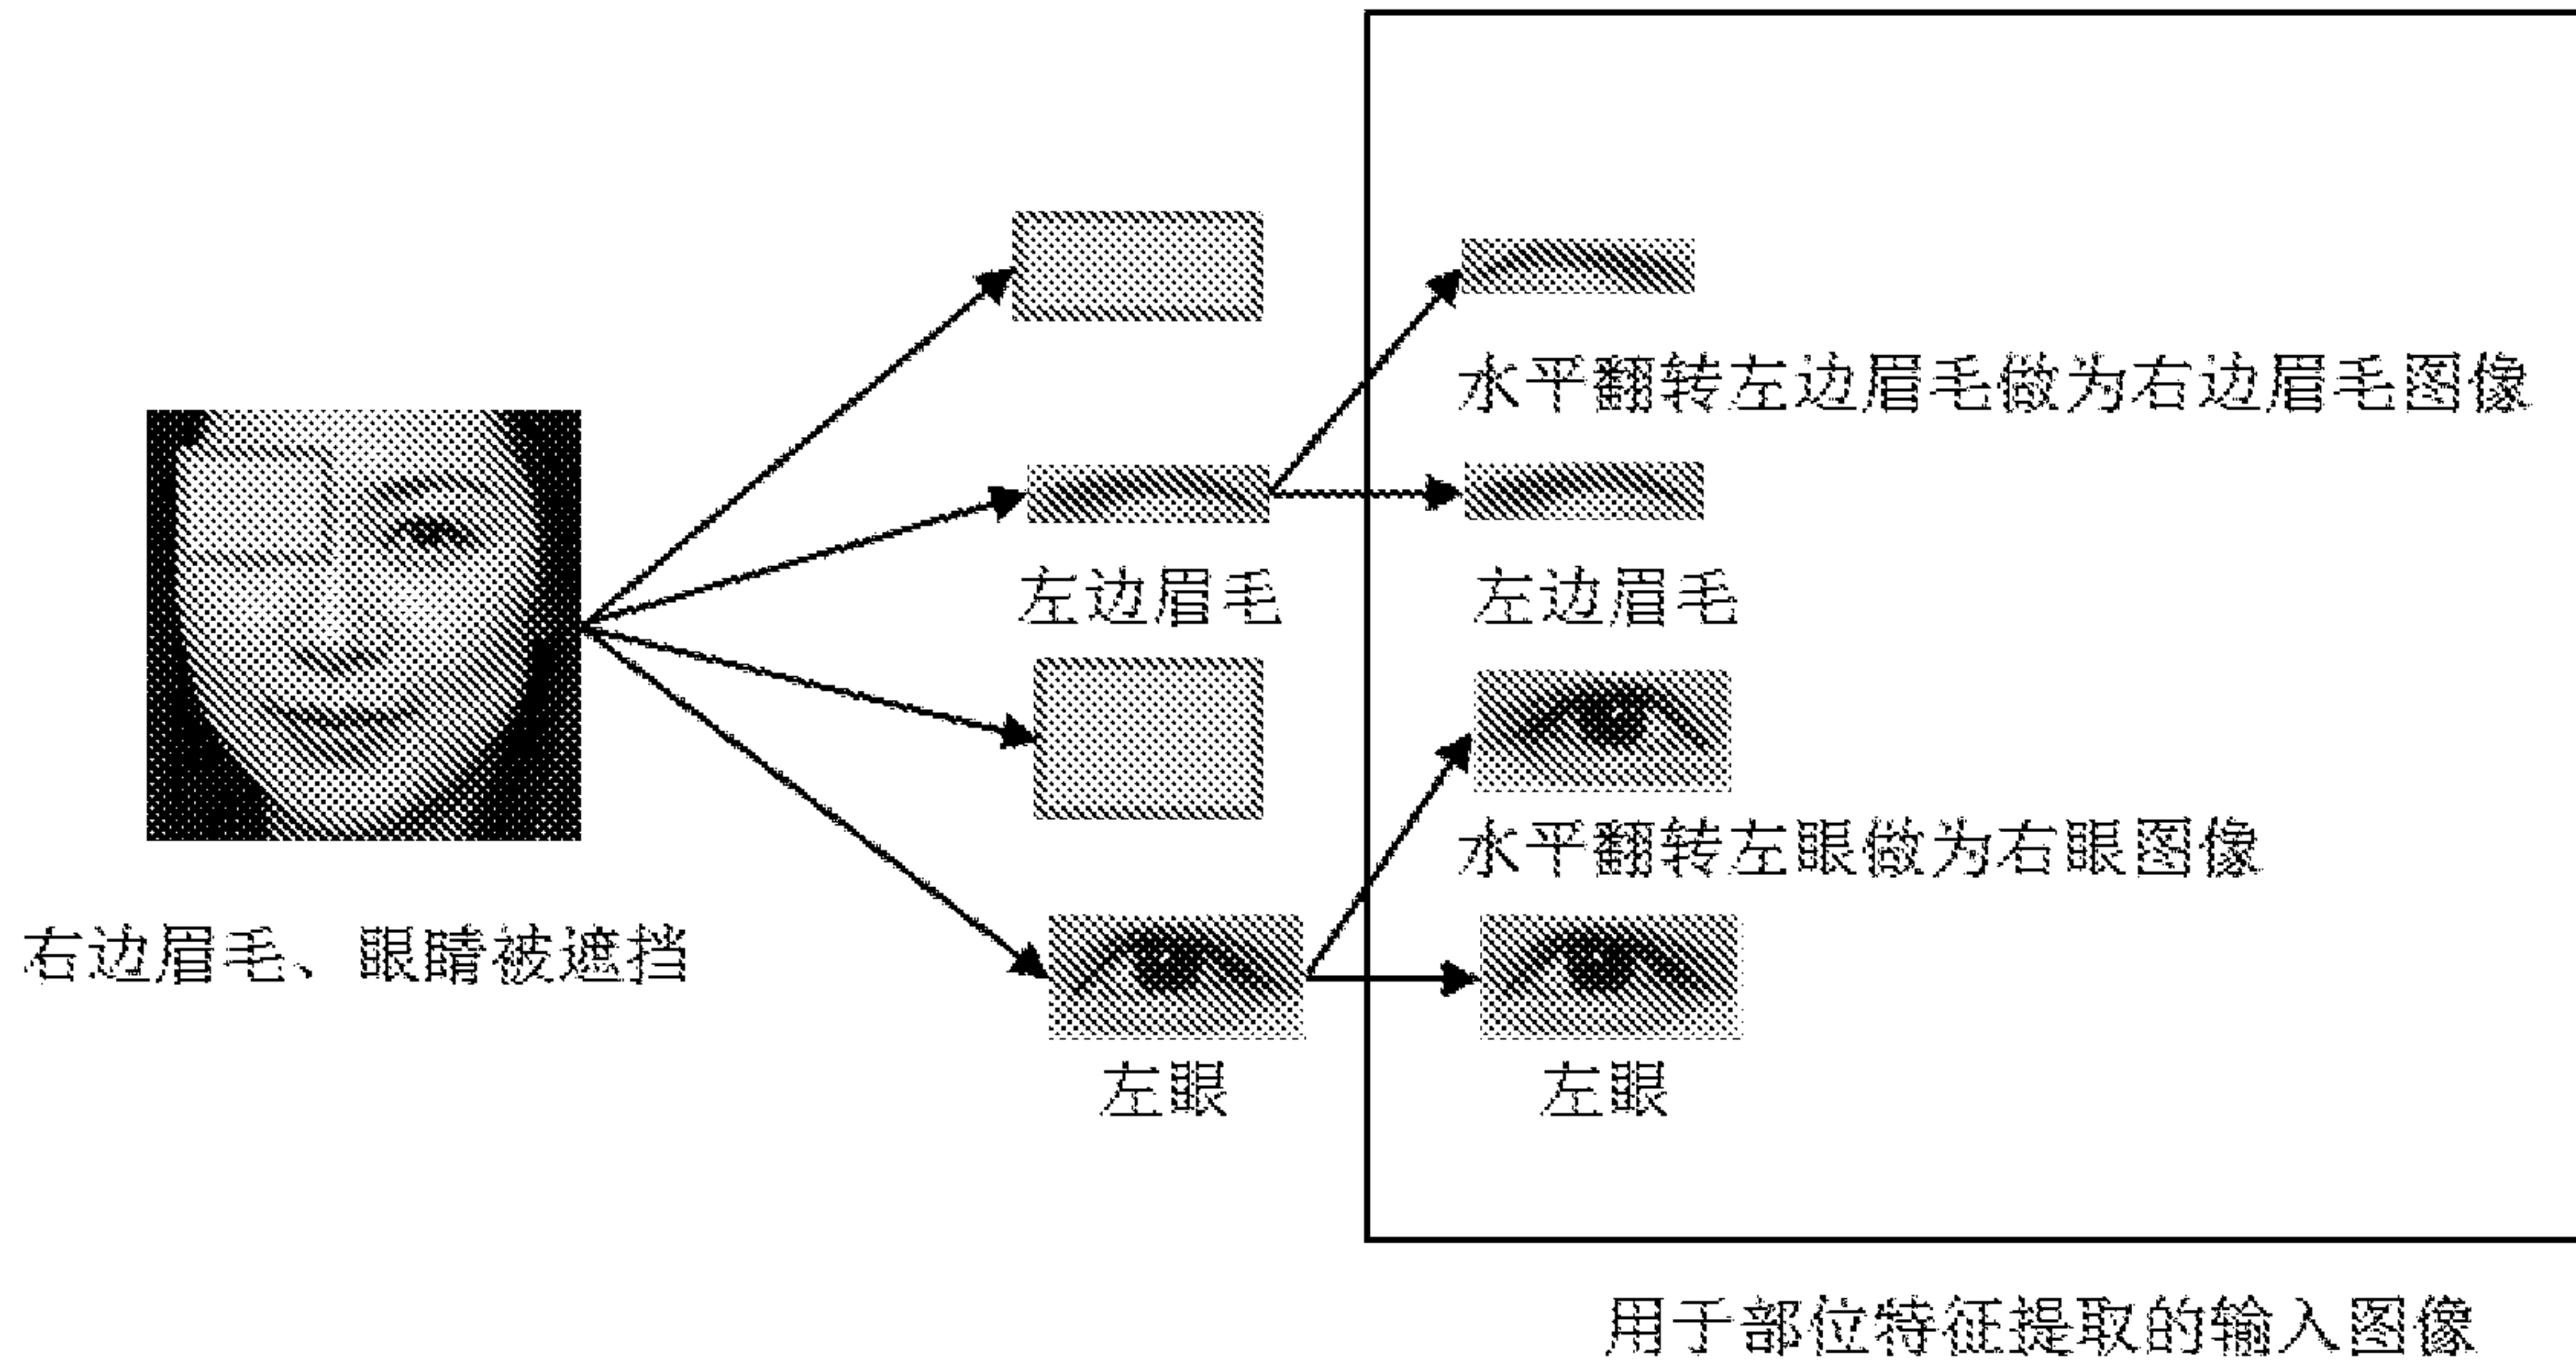 水平翻转左边眉毛做为右边眉毛图像
左边眉毛
左边眉毛
水平翻转左眼做为右眼图像
右边眉毛、眼睛被遮挡
左眼
左眼
用于部位特征提取的输入图像